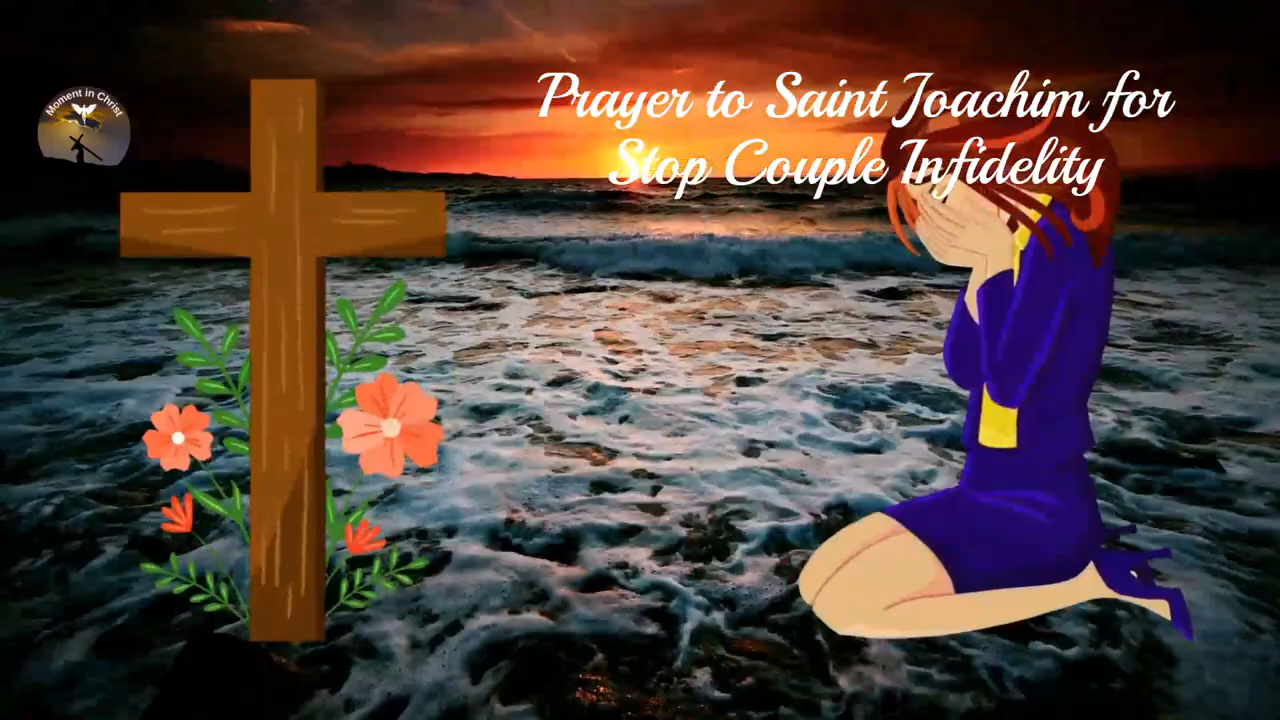 Moment in Christ
Prayer to Saint Joachim for
Stop Couple Infidelity